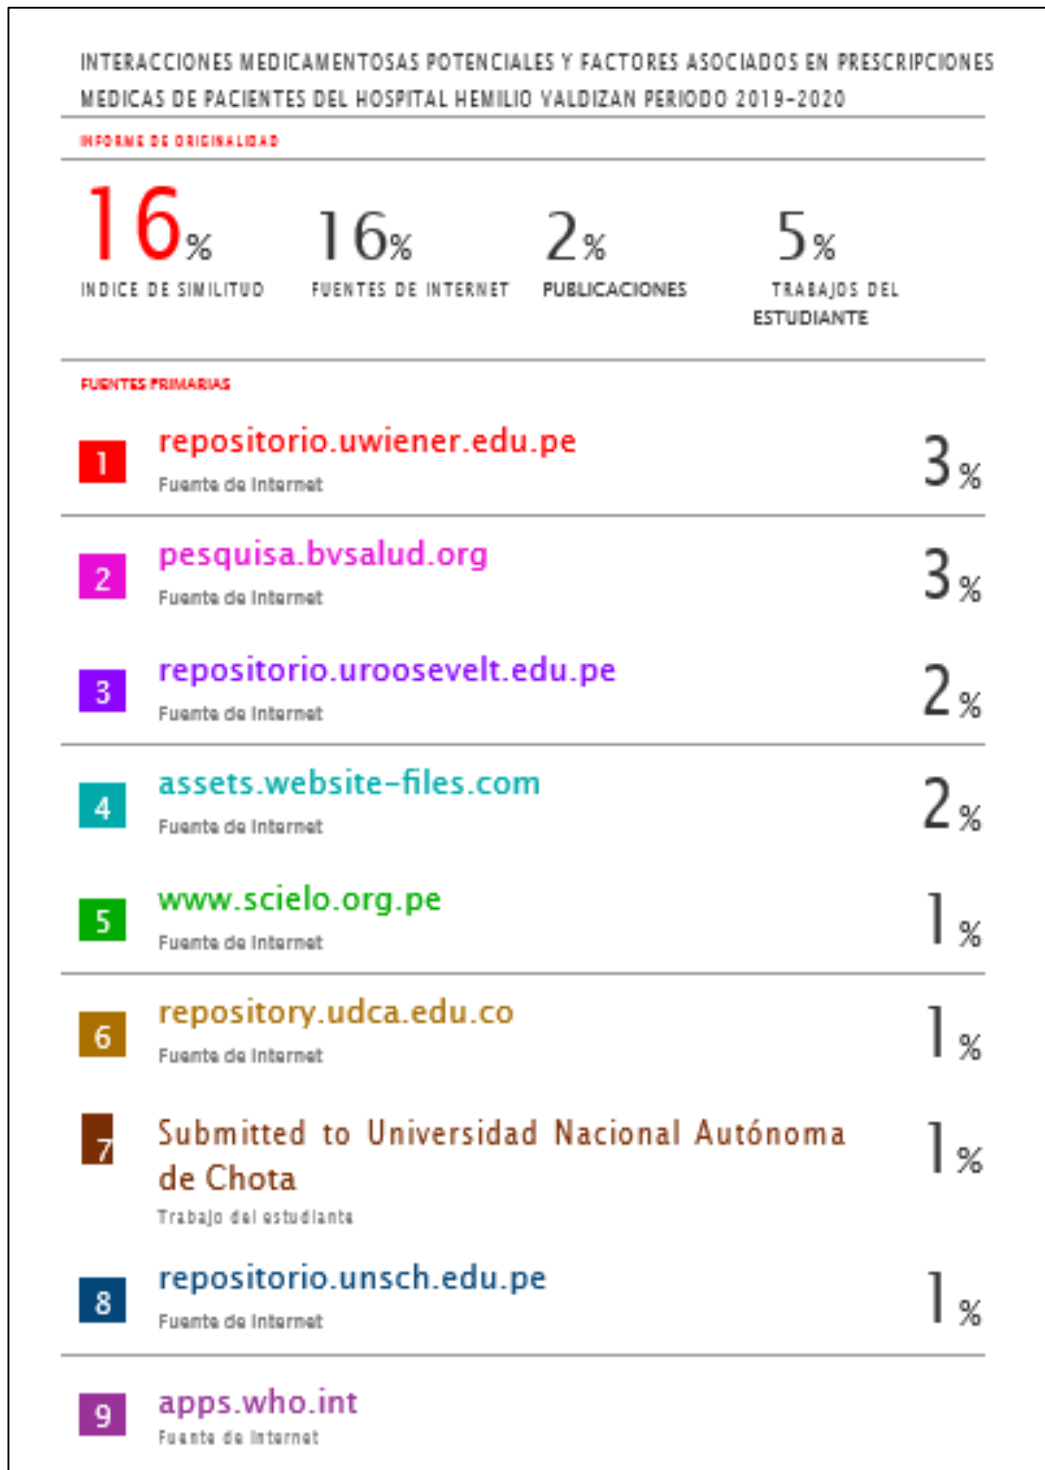 INTERACCIONES MEDICAMENTOSAS POTENCIALES Y FACTORES ASOCIADOS EN PRESCRIPCIONES
MEDICAS DE PACIENTES DEL HOSPITAL HEMILIO VALDIZAN PERIODO 2019-2020
INFORME DE ORIGINALIDAD
16% 16% 2% 5%
INDICE DE SIMILITUD FUENTES DE INTERNET PUBLICACIONES TRABAJOS DEL
ESTUDIANTE
FUENTES PRIMARIAS
1 repositorio.uwiener.edu.pe 3%
Fuente de Internet
2 pesquisa.bvsalud.org 3%
Fuente de Internet
3 repositorio.uroosevelt.edu.pe 2%
Fuente de Internet
4 assets.website-files.com 2%
Fuente de Internet
5 www.scielo.org.pe 1%
Fuente de Internet
6 repository.udca.edu.co 1%
Fuente de Internet
7 Submitted to Universidad Nacional Autónoma 1%
de Chota
Trabajo del estudiante
8 repositorio.unsch.edu.pe 1%
Fuente de Internet
9 apps.who.int
Fuente de Internet